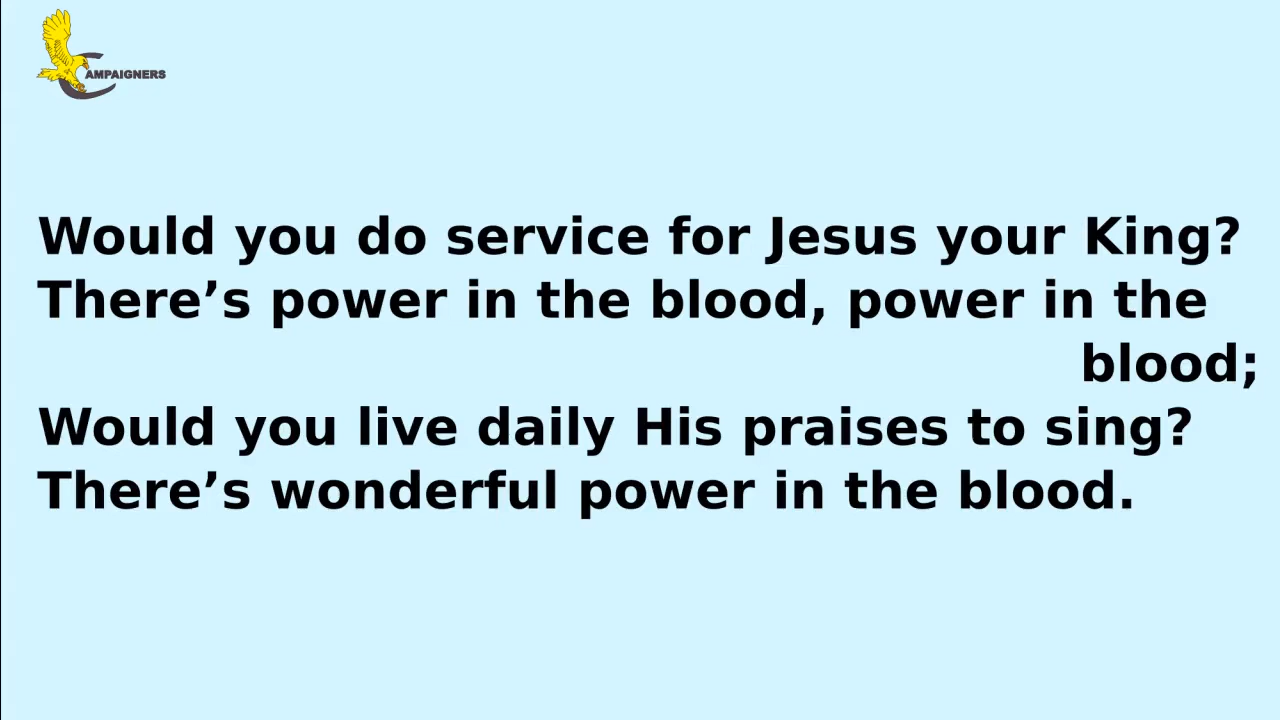 CAMPAIGNERS
Would you do service for Jesus your King?
There’s power in the blood, power in the
blood;
Would you live daily His praises to sing?
There’s wonderful power in the blood.